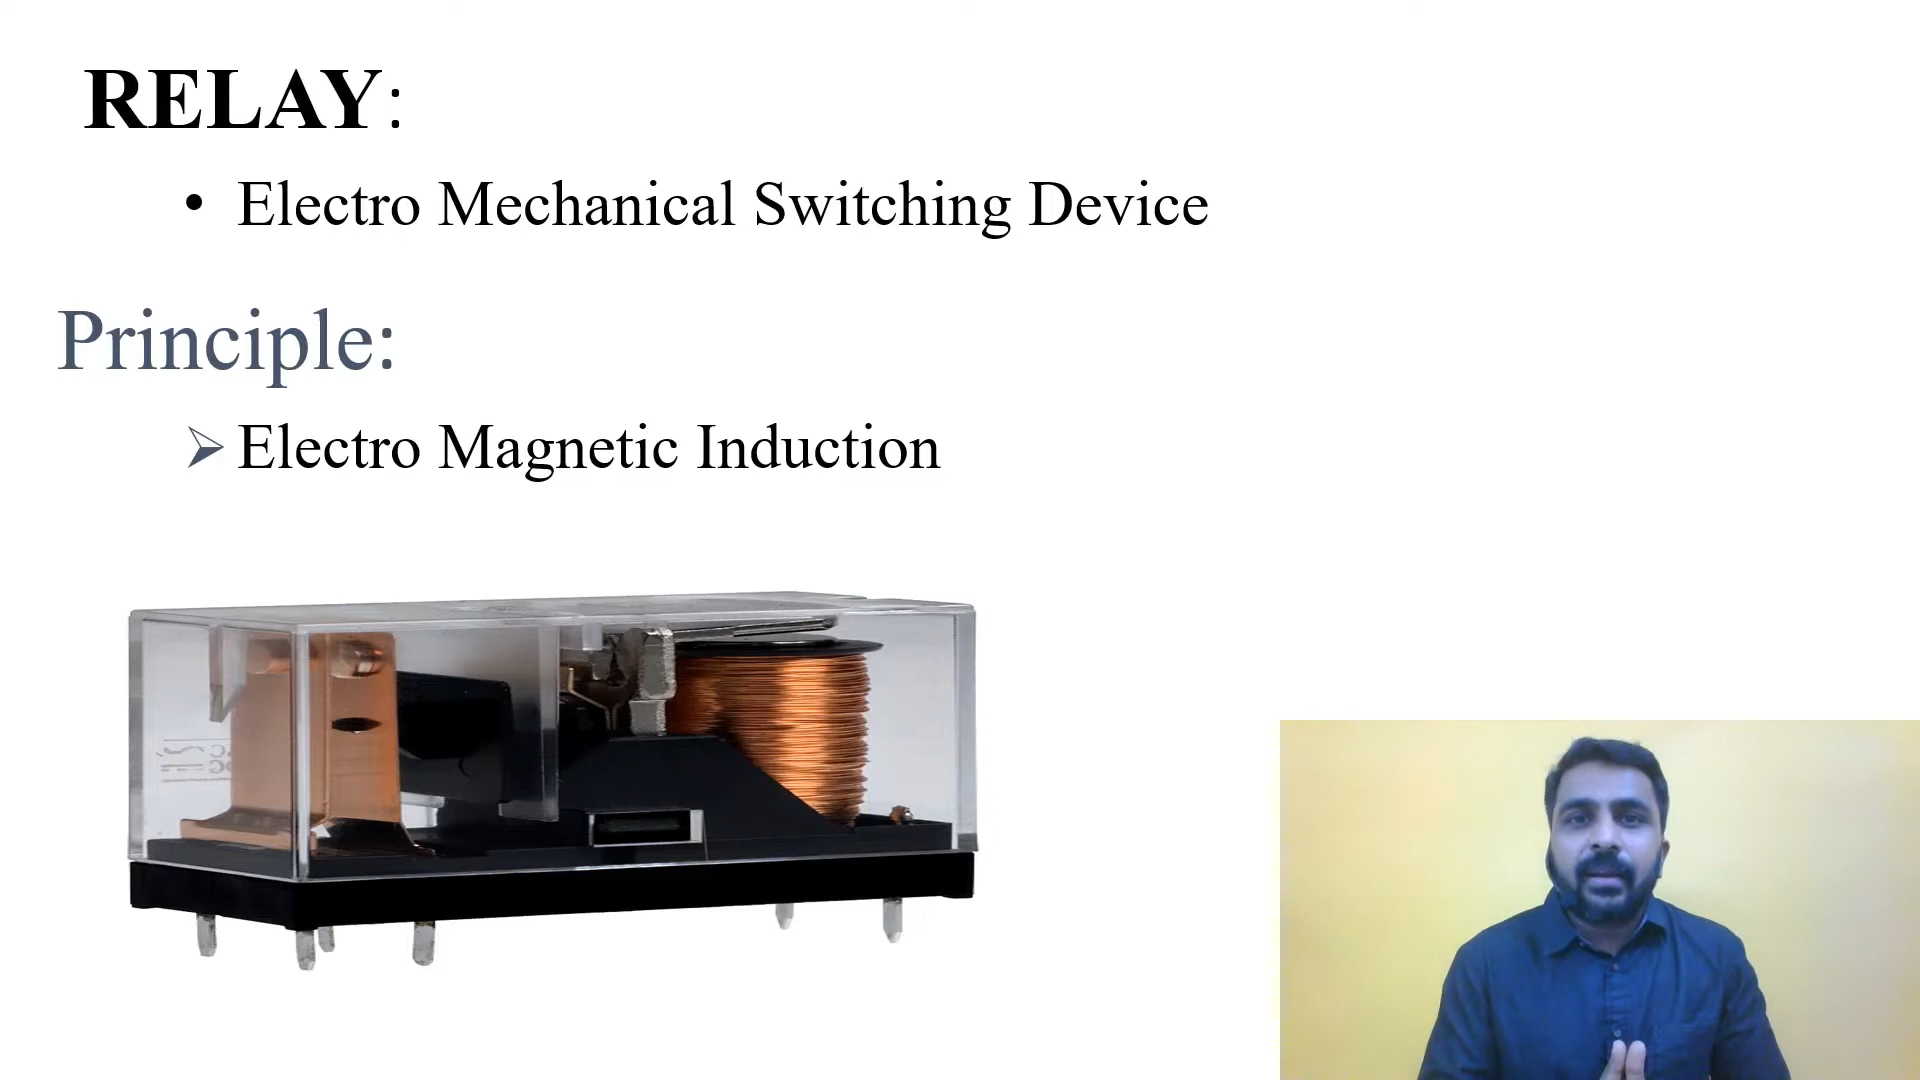 RELAY:
• Electro Mechanical Switching Device
Principle:
➢ Electro Magnetic Induction